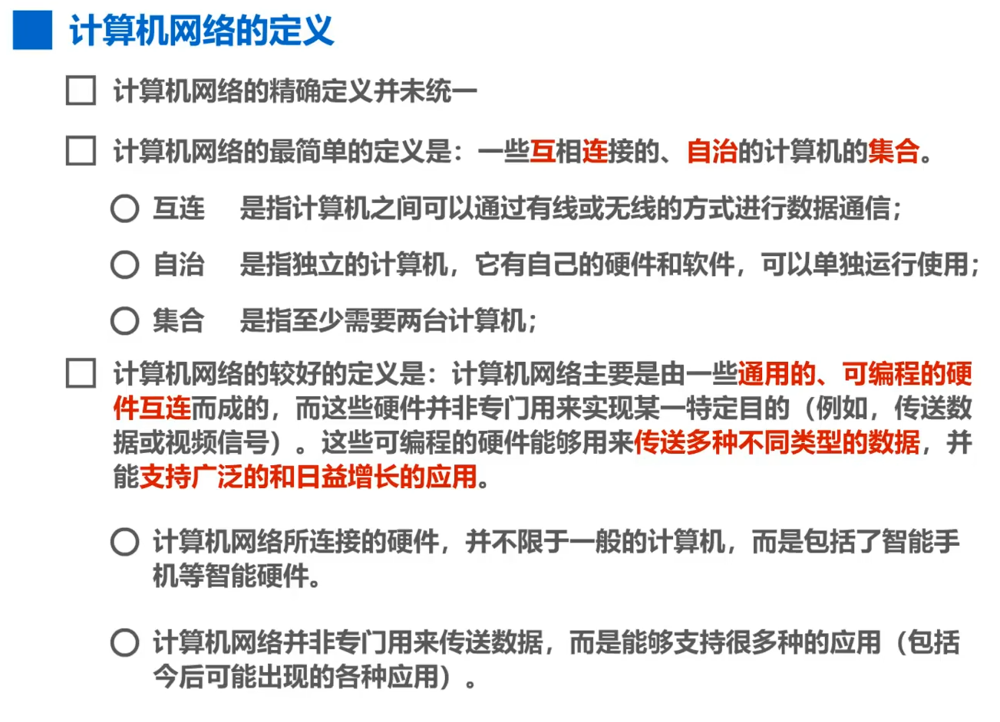 计算机网络的定义
计算机网络的精确定义并未统一
计算机网络的最简单的定义是：一些互相连接的、自治的计算机的集合。
互连 是指计算机之间可以通过有线或无线的方式进行数据通信；
自治 是指独立的计算机，它有自己的硬件和软件，可以单独运行使用；
集合 是指至少需要两台计算机；
计算机网络的较好的定义是：计算机网络主要是由一些通用的、可编程的硬
件互连而成的，而这些硬件并非专门用来实现某一特定目的（例如，传送数
据或视频信号）。这些可编程的硬件能够用来传送多种不同类型的数据，并
能支持广泛的和日益增长的应用。
计算机网络所连接的硬件，并不限于一般的计算机，而是包括了智能手
机等智能硬件。
计算机网络并非专门用来传送数据，而是能够支持很多种的应用（包括
今后可能出现的各种应用）。